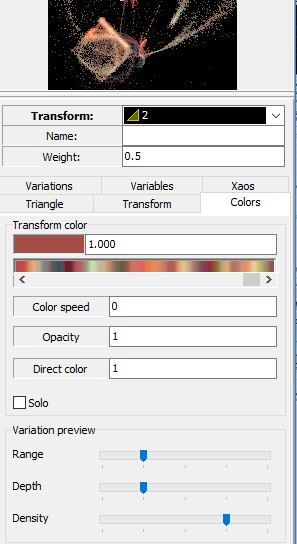 Transform: 2
Name:
Weight: 0.5
Variations Variables Xaos
Triangle Transform Colors
Transform color
1.000
Color speed 0
Opacity 1
Direct color 1
Solo
Variation preview
Range
Depth
Density